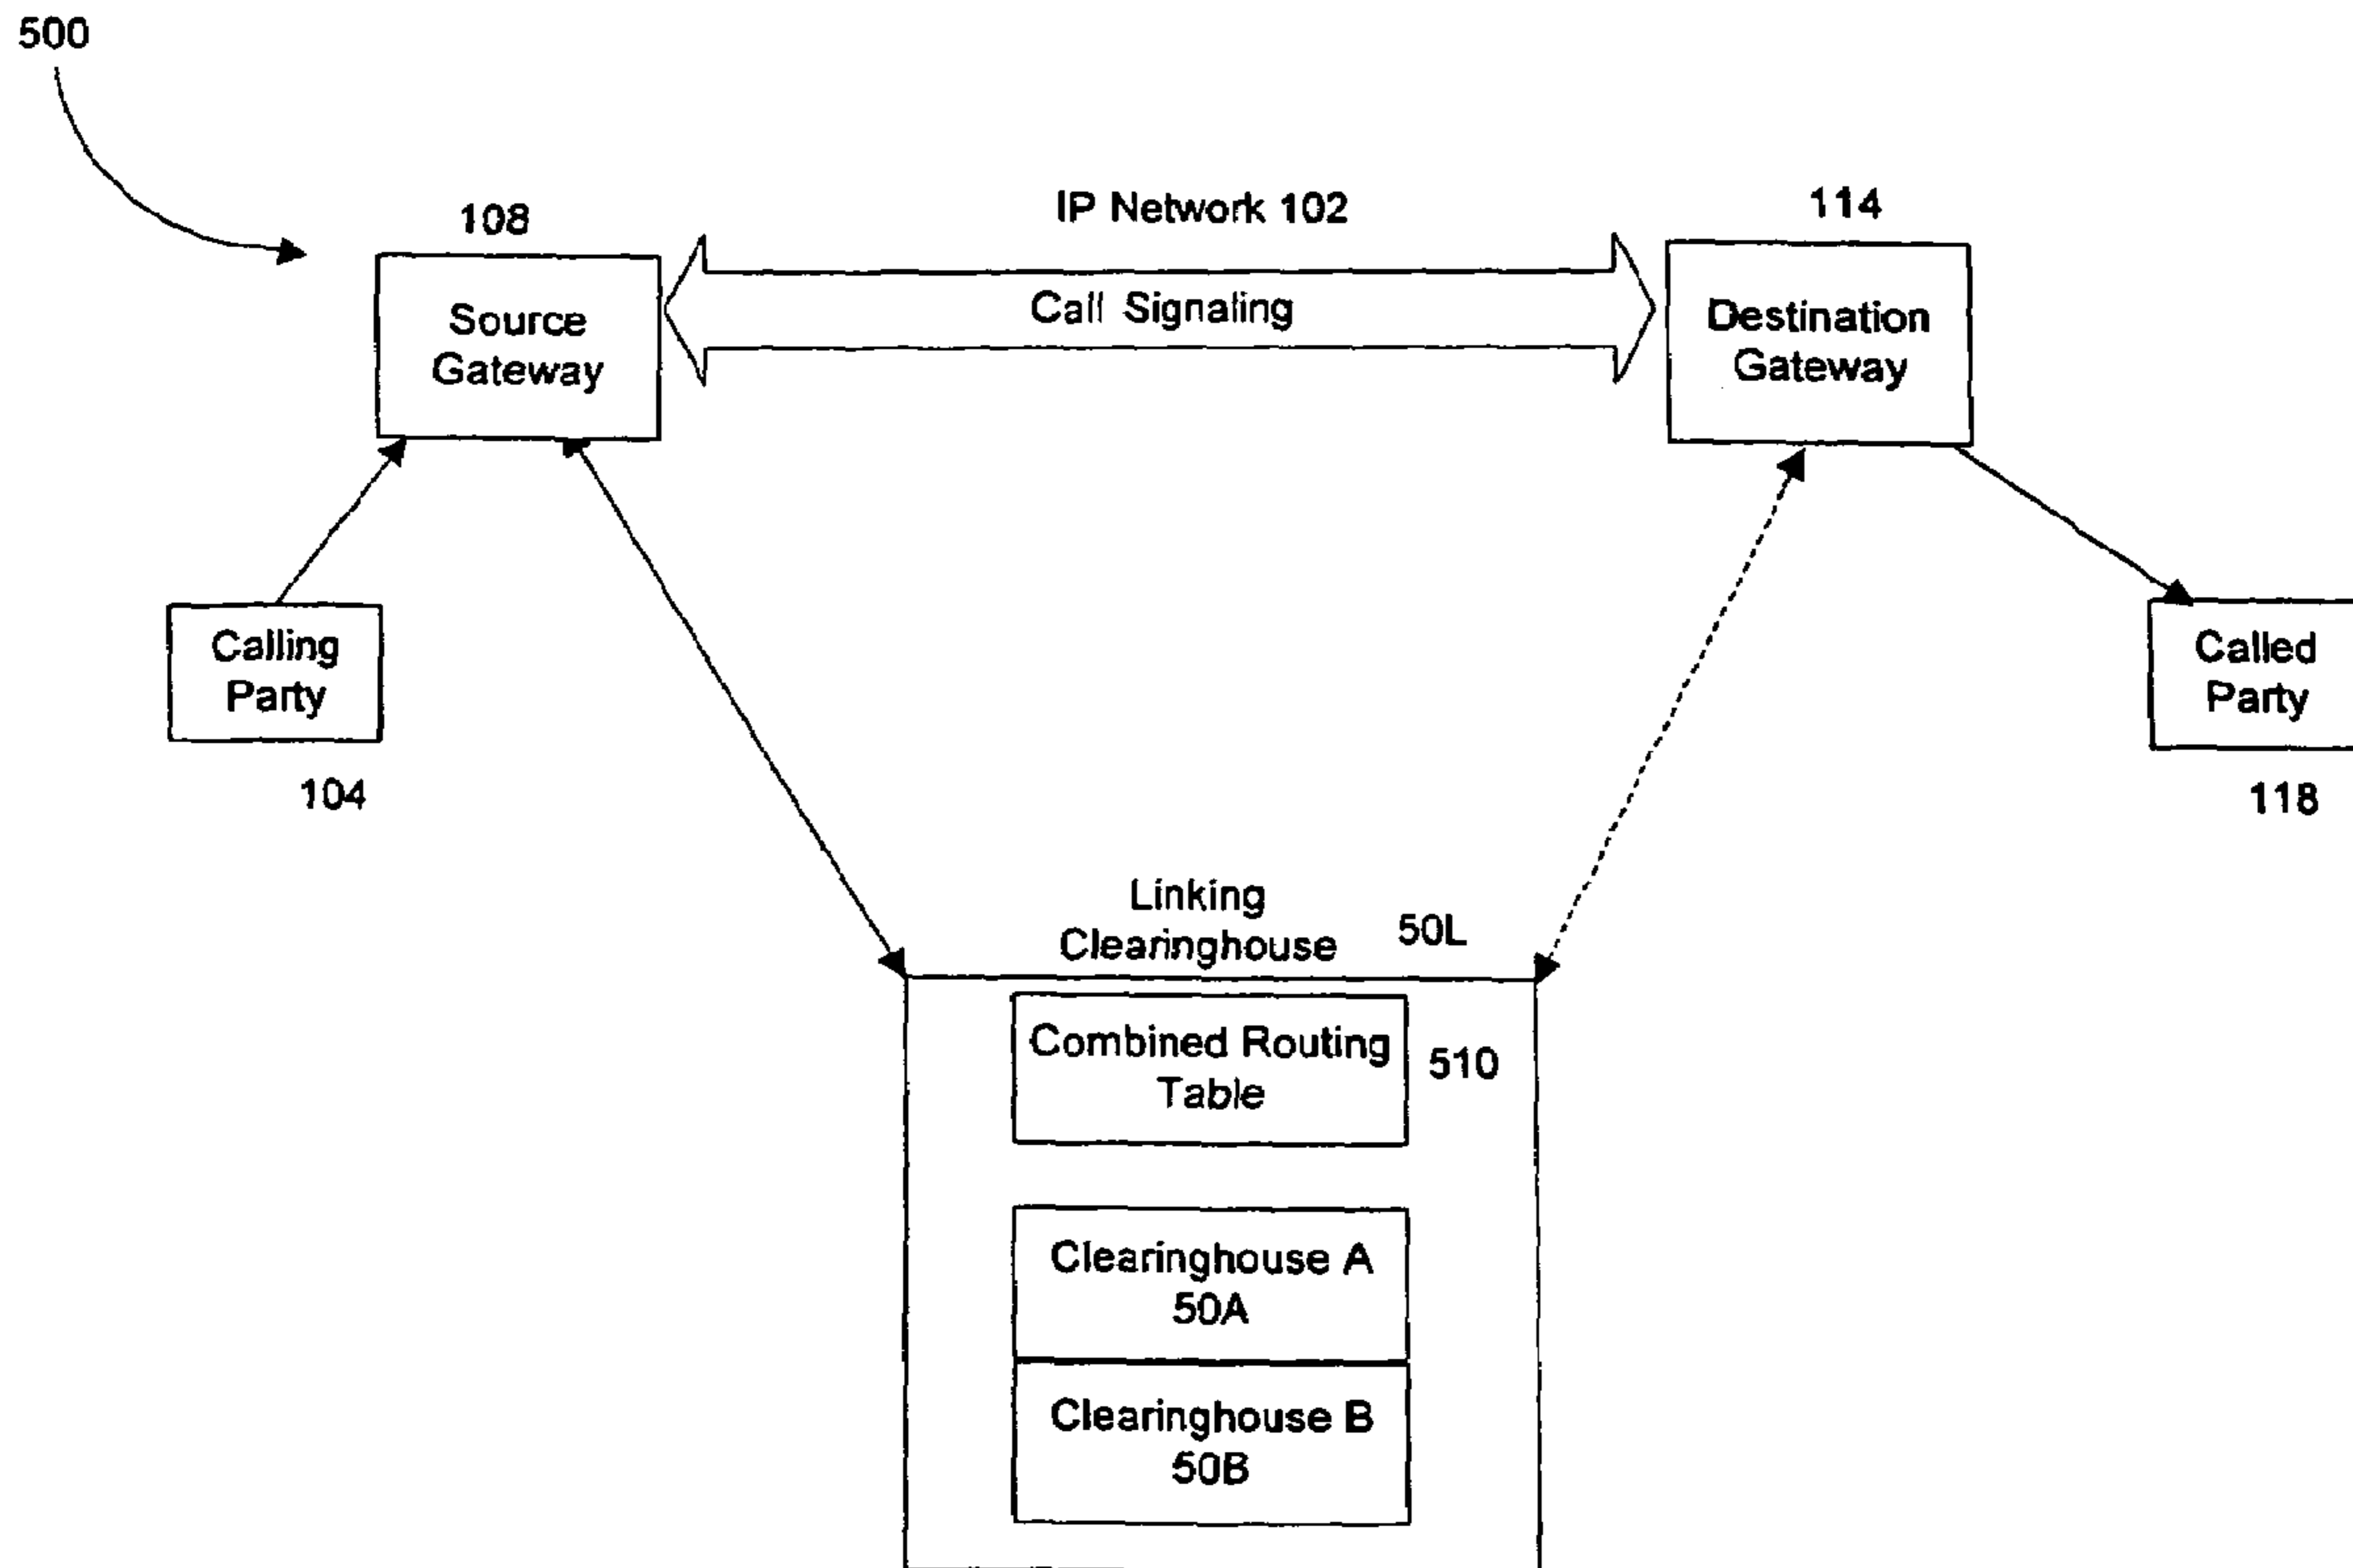 500
108
IP Network 102
114
Source
Gateway
Call Signaling
Destination
Gateway
Calling
Party
104
Called
Party
118
Linking
Clearinghouse
50L
Combined Routing
Table
510
Clearinghouse A
50A
Clearinghouse B
50B